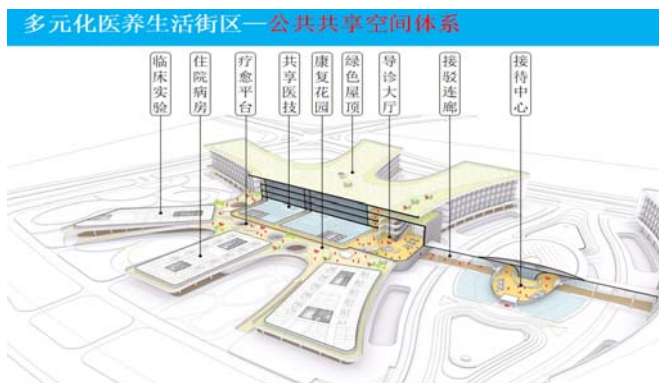 多元化医养生活街区—公共共享空间体系
临床实验
住院病房
疗愈平台
共享医技
康复花园
绿色屋顶
导诊大厅
接驳连廊
接待中心